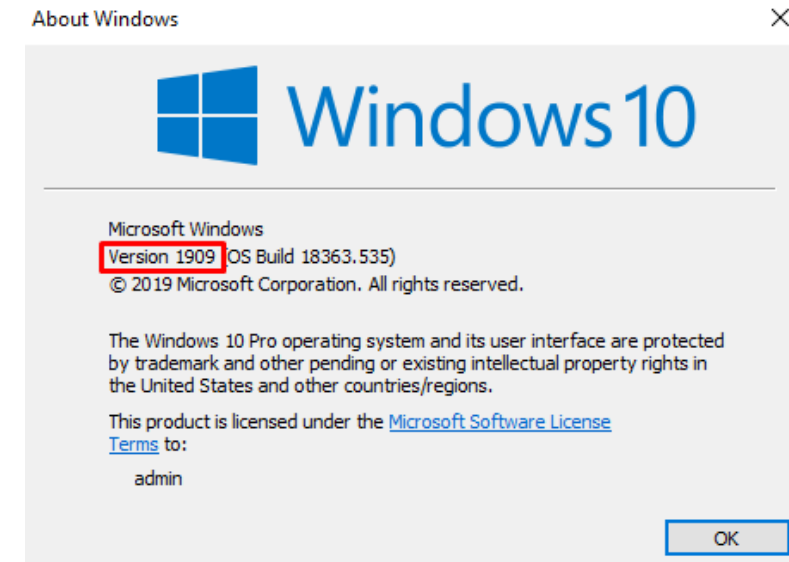 About Windows
Windows 10
Microsoft Windows
Version 1909 (OS Build 18363.535)
© 2019 Microsoft Corporation. All rights reserved.
The Windows 10 Pro operating system and its user interface are protected
by trademark and other pending or existing intellectual property rights in
the United States and other countries/regions.
This product is licensed under the Microsoft Software License
Terms to:
admin
OK